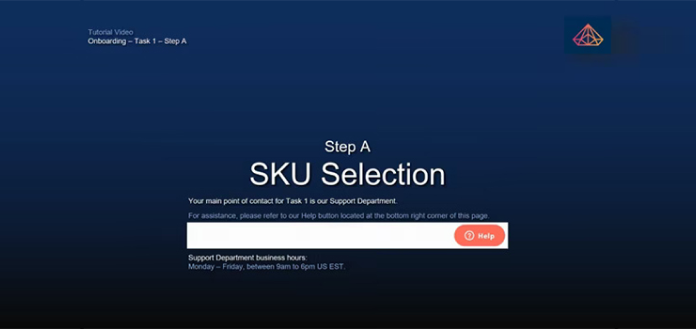 Tutorial Video
Onboarding – Task 1 – Step A
Step A
SKU Selection
Your main point of contact for Task 1 is our Support Department.
For assistance, please refer to our Help button located at the bottom right corner of this page.
Help
Support Department business hours:
Monday – Friday, between 9am to 6pm US EST.